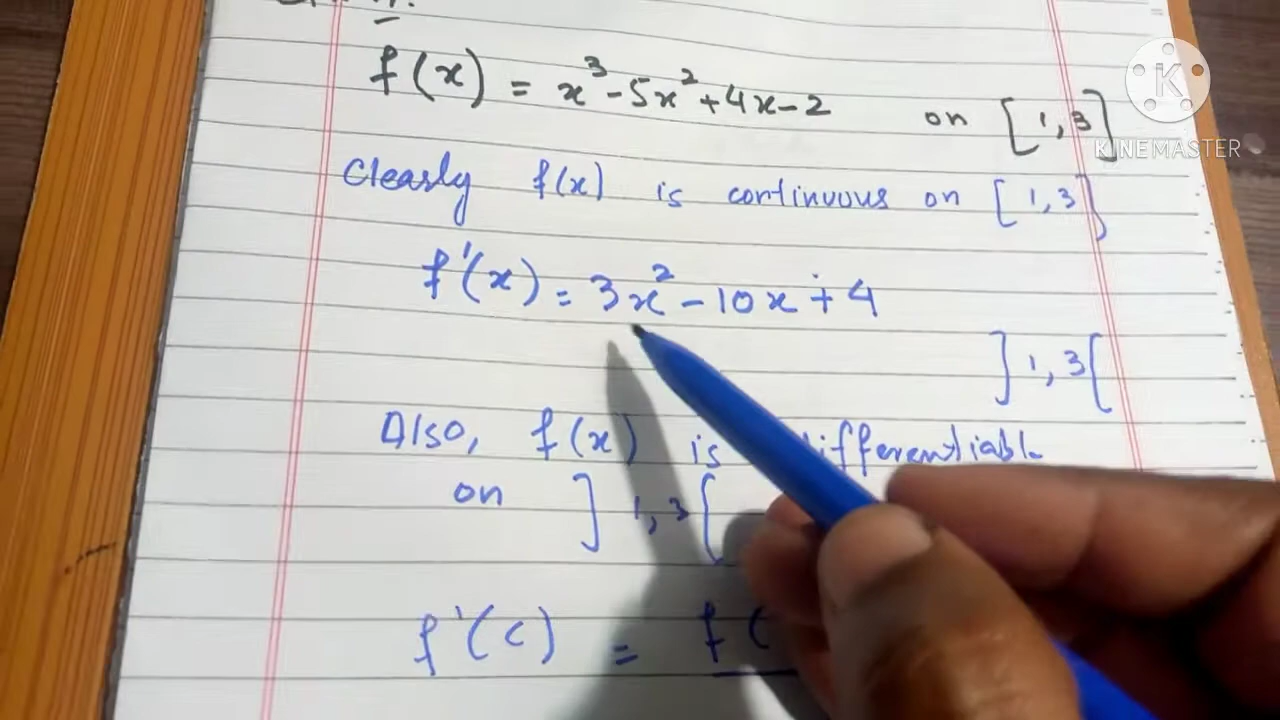 f(x) = x³-5x²+4x-2 on [1,3]
KINEMASTER
Clearly f(x) is continuous on [1,3]
f'(x) = 3x²-10x+4
]1,3[
Also, f(x) is differentiable
on ]1,3[
f'(c) = f(